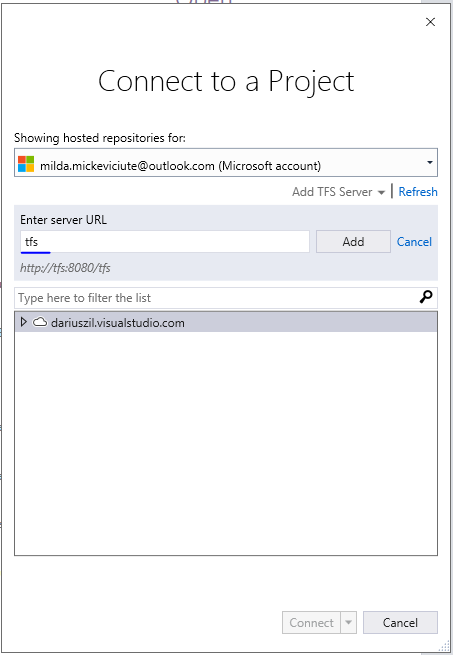 Open
Connect to a Project
Showing hosted repositories for:
milda.mickeviciute@outlook.com (Microsoft account)
Add TFS Server | Refresh
Enter server URL
tfs
Add
Cancel
http://tfs:8080/tfs
Type here to filter the list
dariuszil.visualstudio.com
Connect
Cancel